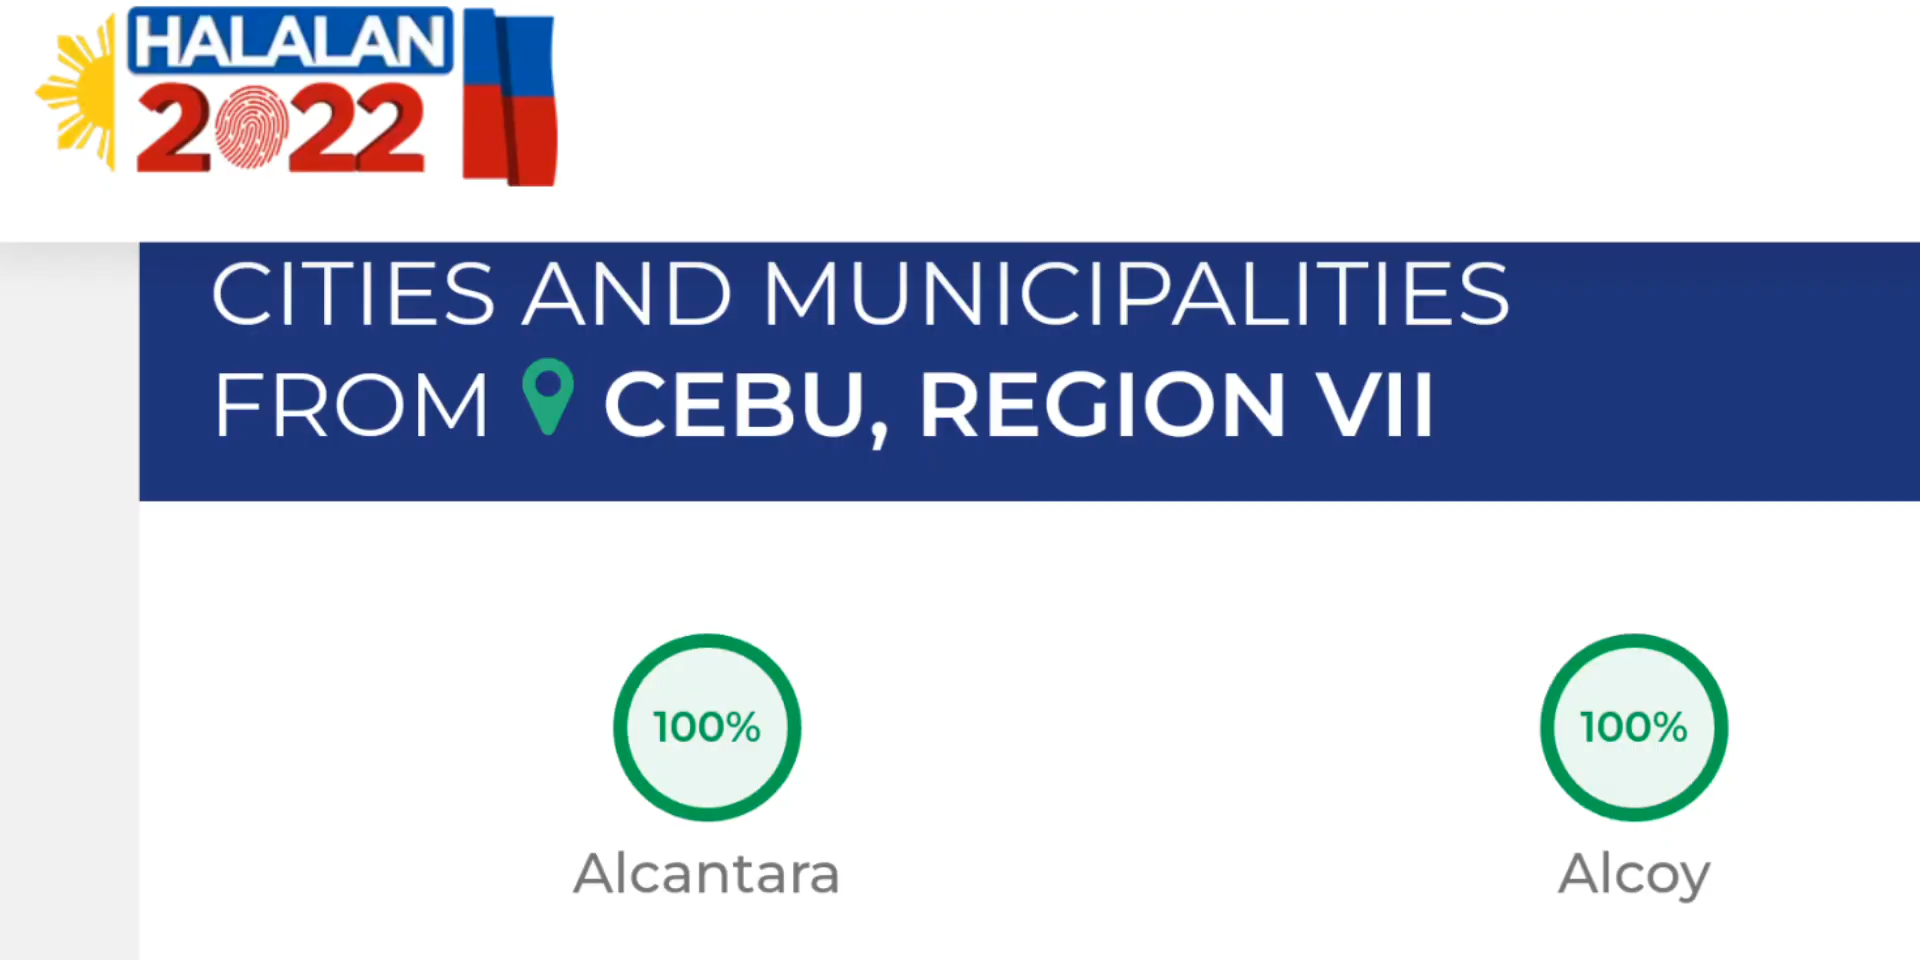 HALALAN
2022
CITIES AND MUNICIPALITIES
FROM CEBU, REGION VII
100%
100%
Alcantara
Alcoy